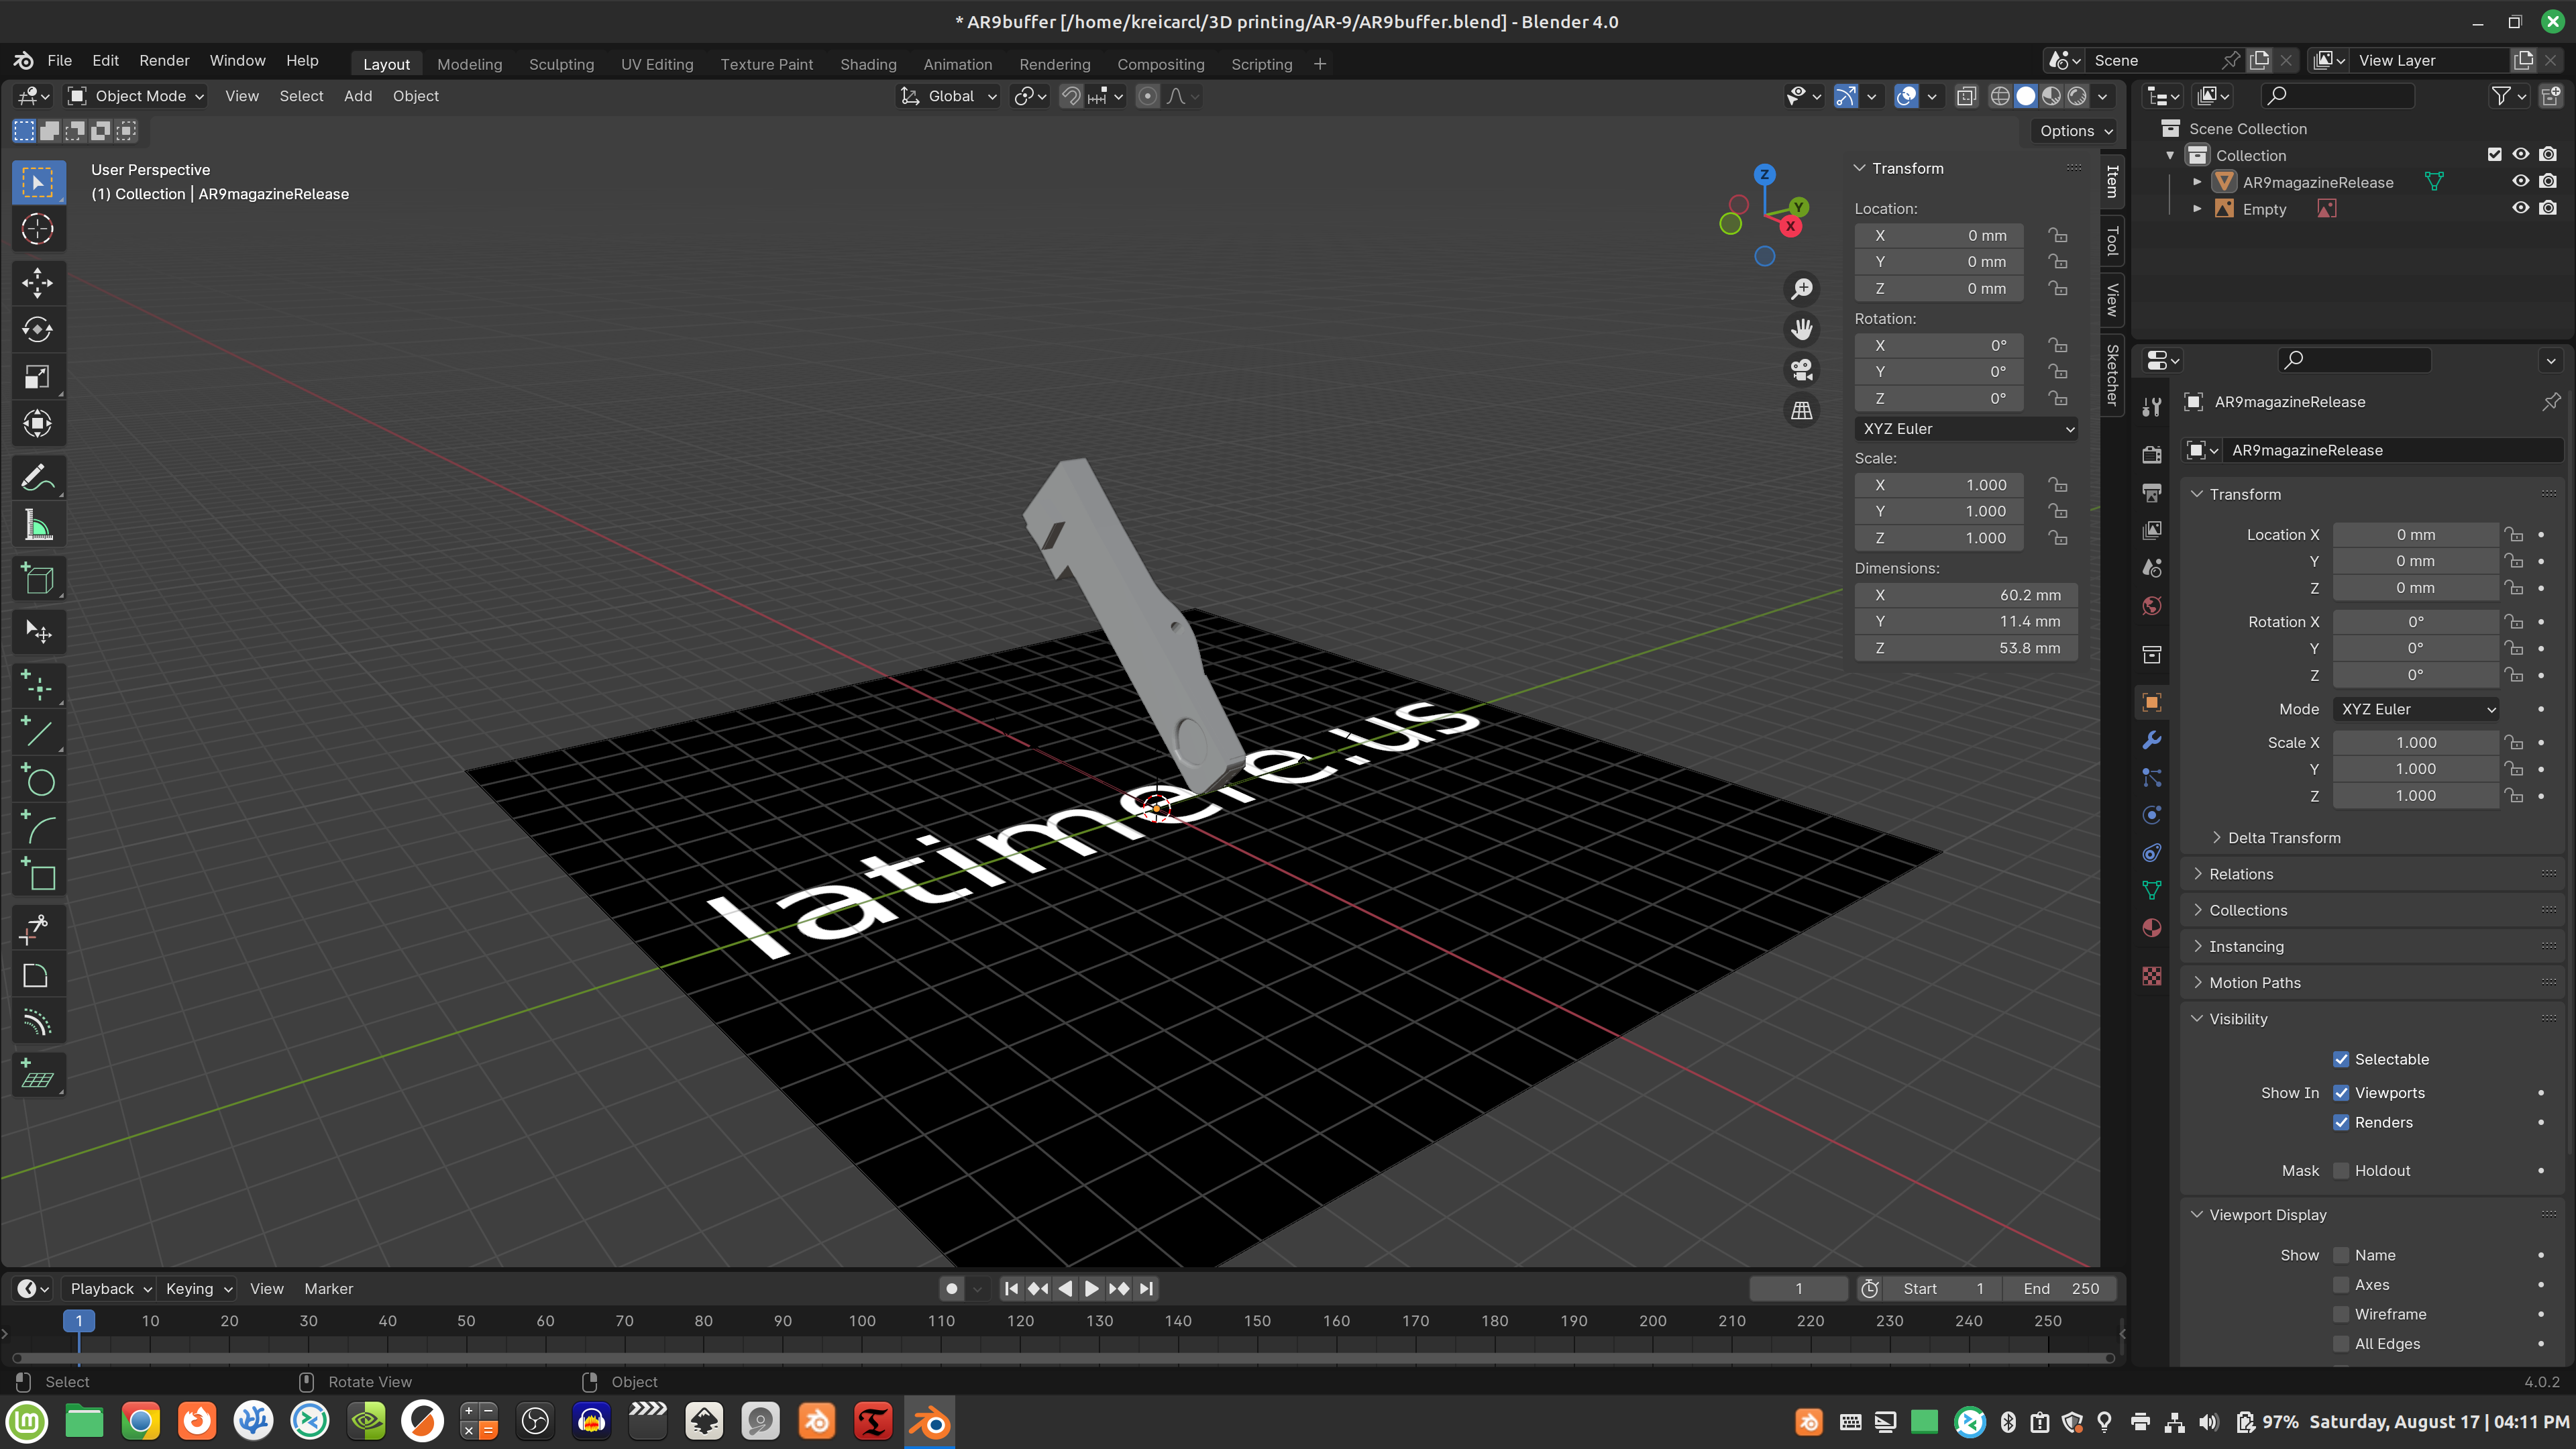 * AR9buffer [/home/kreicarcl/3D printing/AR-9/AR9buffer.blend] - Blender 4.0
File Edit Render Window Help Layout Modeling Sculpting UV Editing Texture Paint Shading Animation Rendering Compositing Scripting + Scene View Layer
Object Mode View Select Add Object Global
Options
User Perspective
(1) Collection | AR9magazineRelease
Z
Y
X
Transform
Location:
X 0 mm
Y 0 mm
Z 0 mm
Rotation:
X 0°
Y 0°
Z 0°
XYZ Euler
Scale:
X 1.000
Y 1.000
Z 1.000
Dimensions:
X 60.2 mm
Y 11.4 mm
Z 53.8 mm
Item
Tool
View
Sketcher
Scene Collection
Collection
AR9magazineRelease
Empty
AR9magazineRelease
AR9magazineRelease
Transform
Location X 0 mm
Y 0 mm
Z 0 mm
Rotation X 0°
Y 0°
Z 0°
Mode XYZ Euler
Scale X 1.000
Y 1.000
Z 1.000
Delta Transform
Relations
Collections
Instancing
Motion Paths
Visibility
Selectable
Show In Viewports
Renders
Mask Holdout
Viewport Display
Show Name
Axes
Wireframe
All Edges
Playback Keying View Marker 1 Start 1 End 250
1 10 20 30 40 50 60 70 80 90 100 110 120 130 140 150 160 170 180 190 200 210 220 230 240 250
Select Rotate View Object 4.0.2
97% Saturday, August 17 | 04:11 PM